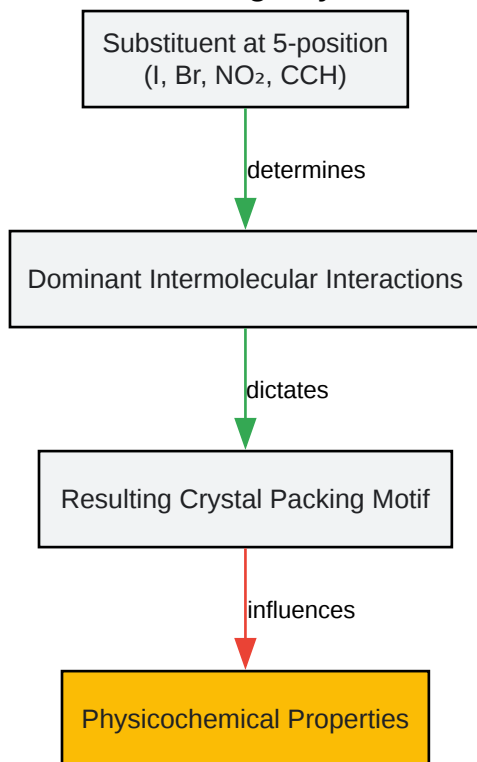 Substituent at 5-position
(I, Br, NO₂, CCH)
determines
Dominant Intermolecular Interactions
dictates
Resulting Crystal Packing Motif
influences
Physicochemical Properties